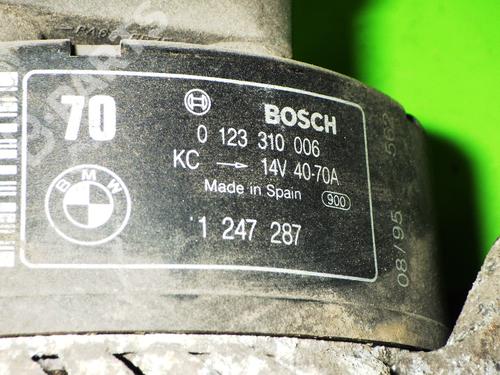 70
BOSCH
0 123 310 006
KC → 14V 40-70A
Made in Spain
900
BMW
1 247 287
08/95
562